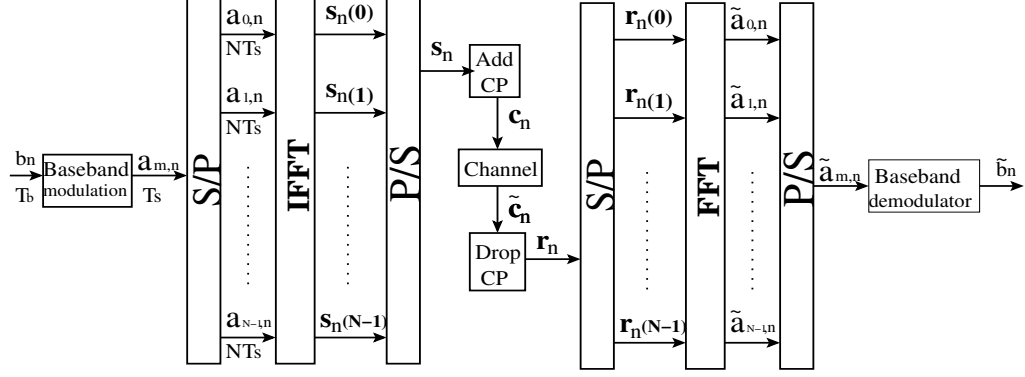 bn
Tb
Baseband
modulation
am,n
Ts
S/P
a0,n
NTs
a1,n
NTs
aN-1,n
NTs
IFFT
sn(0)
sn(1)
sn(N-1)
P/S
sn
Add
CP
cn
Channel
c̃n
Drop
CP
rn
S/P
rn(0)
rn(1)
rn(N-1)
FFT
ã0,n
ã1,n
ãN-1,n
P/S
ãm,n
Baseband
demodulator
b̃n